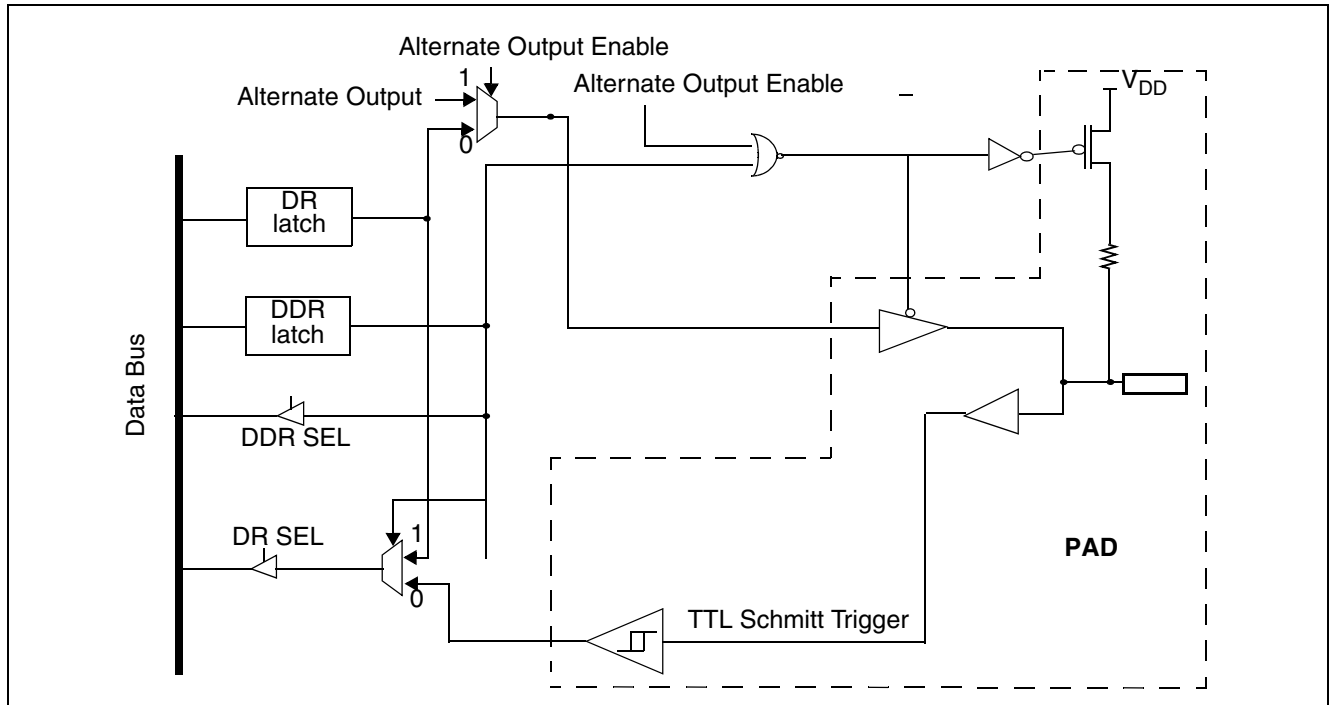 Alternate Output Enable
1
Alternate Output
0
Alternate Output Enable
VDD
DR
latch
DDR
latch
Data Bus
DDR SEL
DR SEL
1
0
PAD
TTL Schmitt Trigger